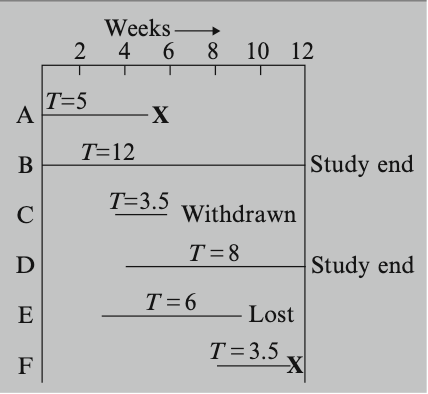 Weeks →
2 4 6 8 10 12
A T=5 X
B T=12 Study end
C T=3.5 Withdrawn
D T = 8 Study end
E T = 6 Lost
F T = 3.5 X